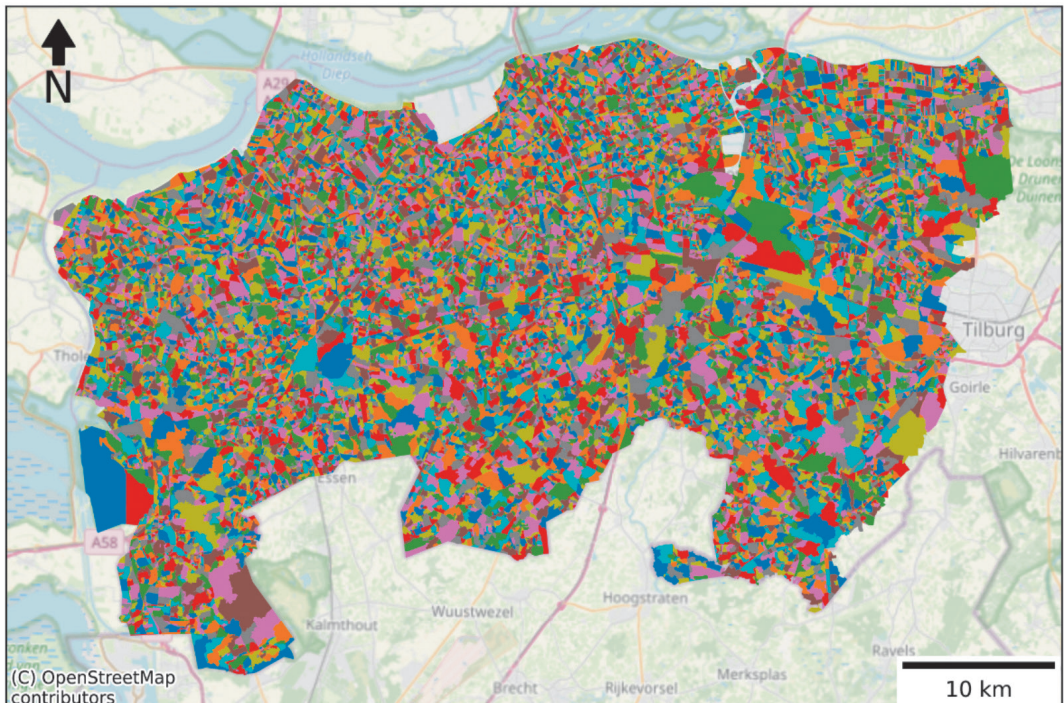 N
Hollandsch
Diep
A29
De Loon
Drunen
Duinen
Tilburg
Thole
Goirle
Hilvarenb
Essen
A58
Hoogstraten
Wuustwezel
Kalmthout
Ravels
Merksplas
Brecht
Rijkevorsel
(C) OpenStreetMap
contributors
10 km